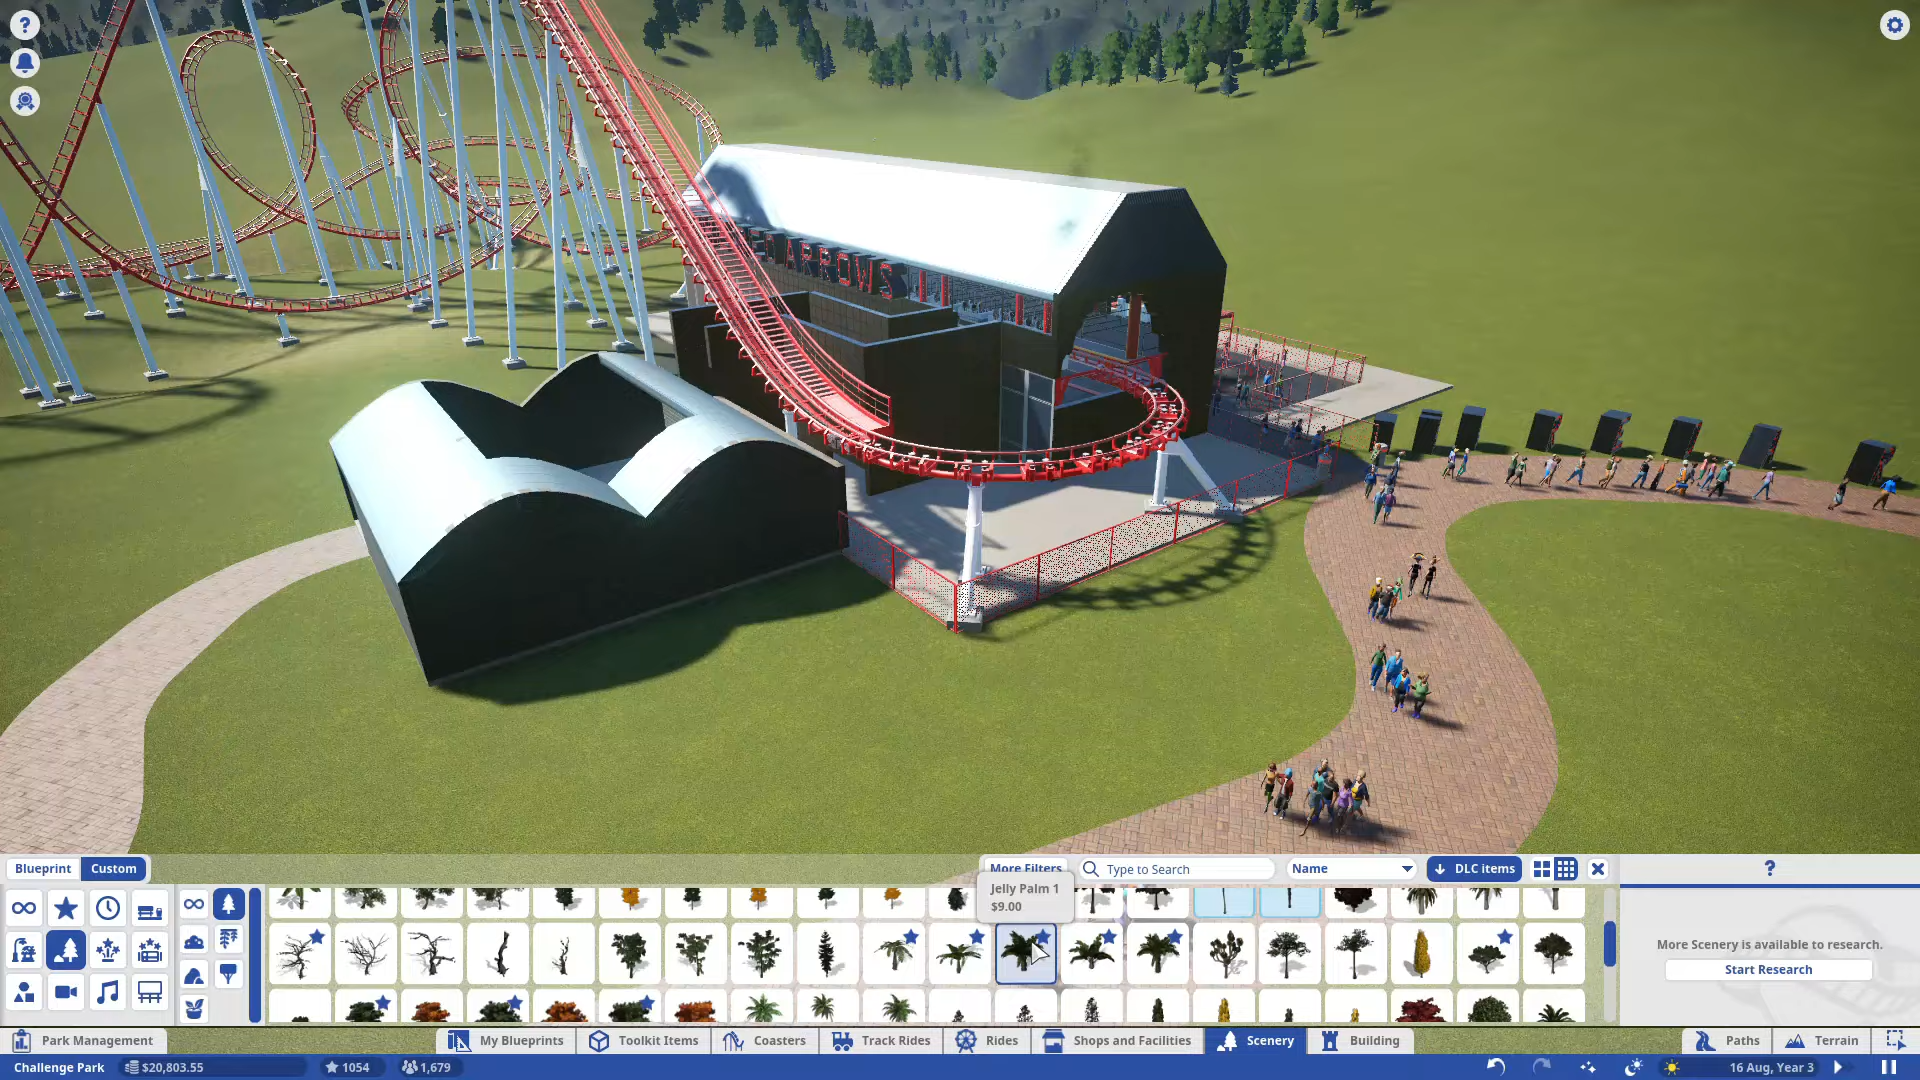 ARROWS
Blueprint
Custom
More Filters
Type to Search
Name
DLC items
?
Jelly Palm 1
$9.00
More Scenery is available to research.
Start Research
Park Management
My Blueprints
Toolkit Items
Coasters
Track Rides
Rides
Shops and Facilities
Scenery
Building
Paths
Terrain
Challenge Park
$20,803.55
1054
1,679
16 Aug, Year 3